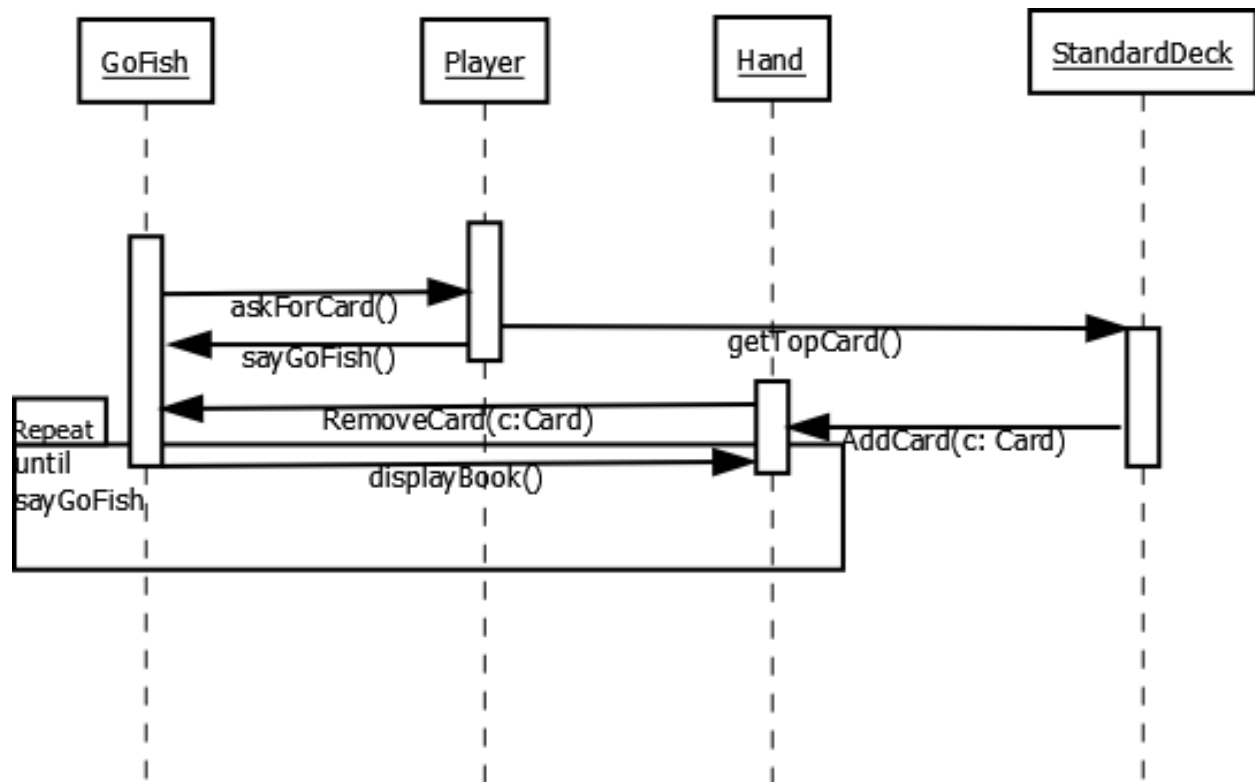 GoFish
Player
Hand
StandardDeck
askForCard()
getTopCard()
sayGoFish()
RemoveCard(c:Card)
AddCard(c: Card)
Repeat
until
sayGoFish
displayBook()